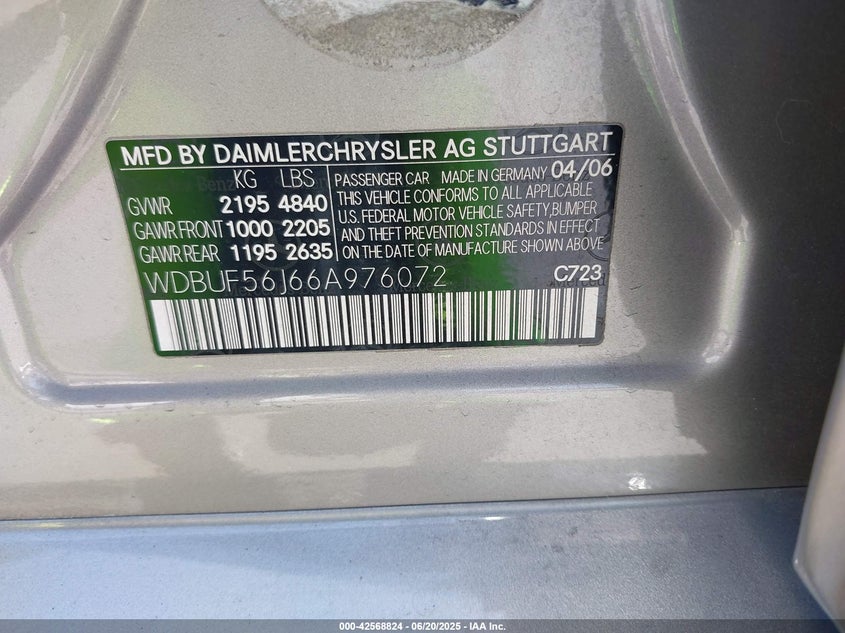 MFD BY DAIMLERCHRYSLER AG STUTTGART
KG LBS
GVWR 2195 4840
GAWR FRONT 1000 2205
GAWR REAR 1195 2635
PASSENGER CAR MADE IN GERMANY 04/06
THIS VEHICLE CONFORMS TO ALL APPLICABLE
U.S. FEDERAL MOTOR VEHICLE SAFETY,BUMPER
AND THEFT PREVENTION STANDARDS IN EFFECT
ON THE DATE OF MANUFACTURE SHOWN ABOVE
WDBUF56J66A976072 C723
000-42568824 - 06/20/2025 - IAA Inc.